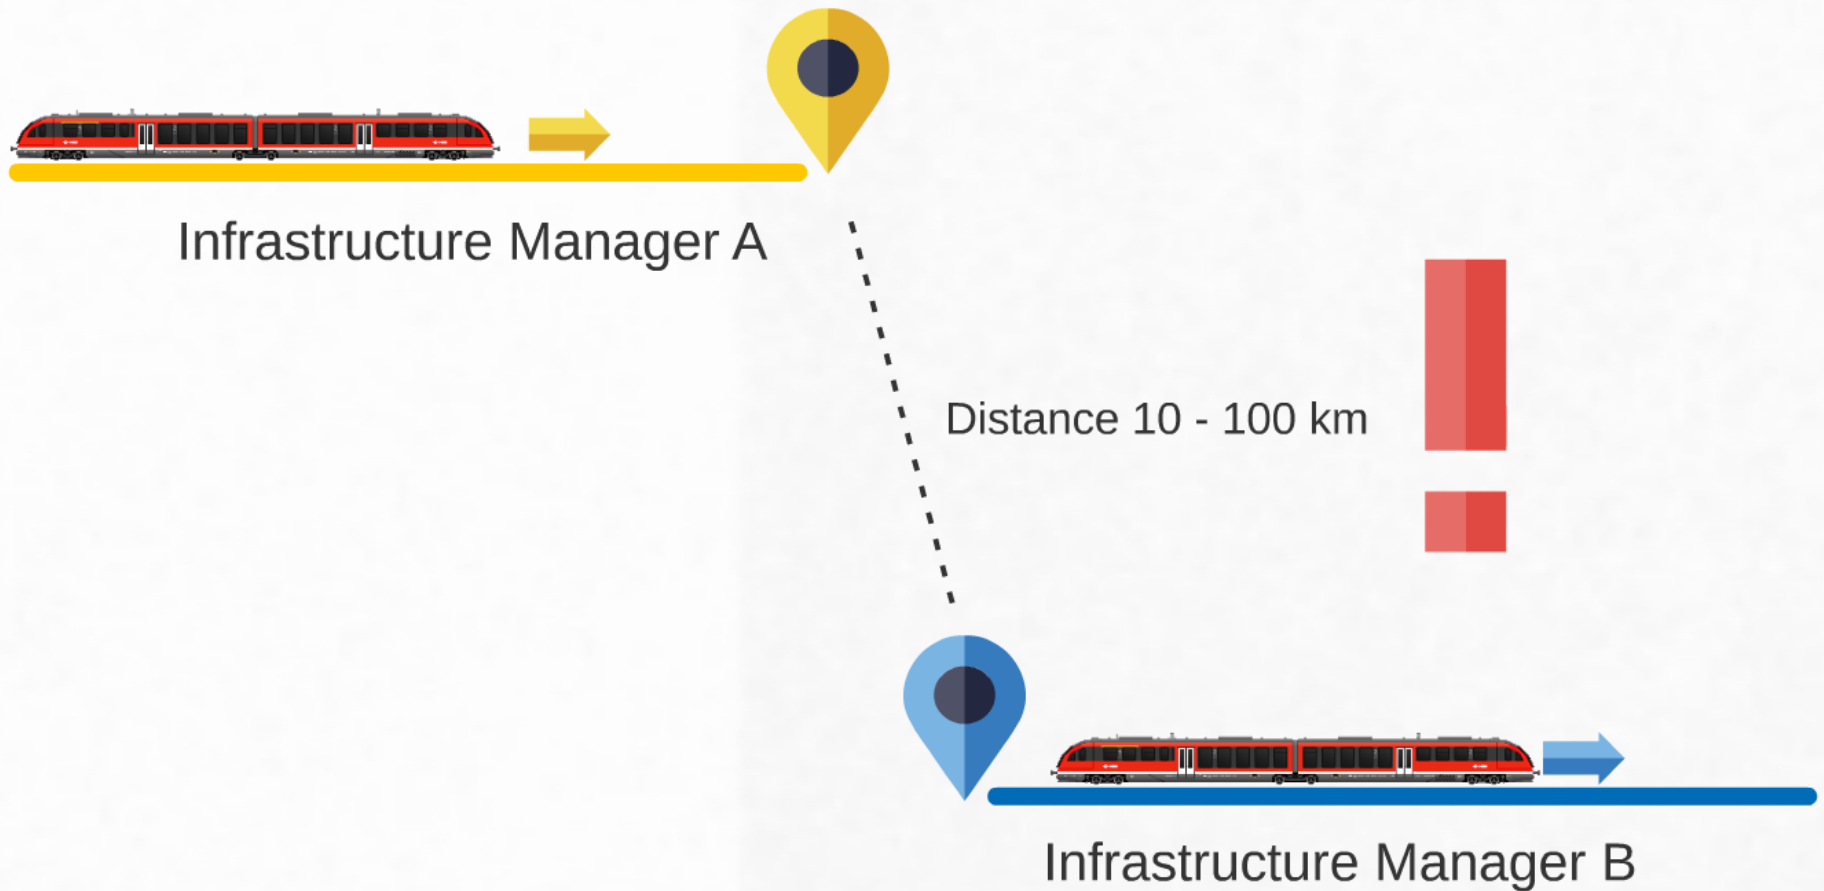 Infrastructure Manager A
Distance 10 - 100 km
Infrastructure Manager B